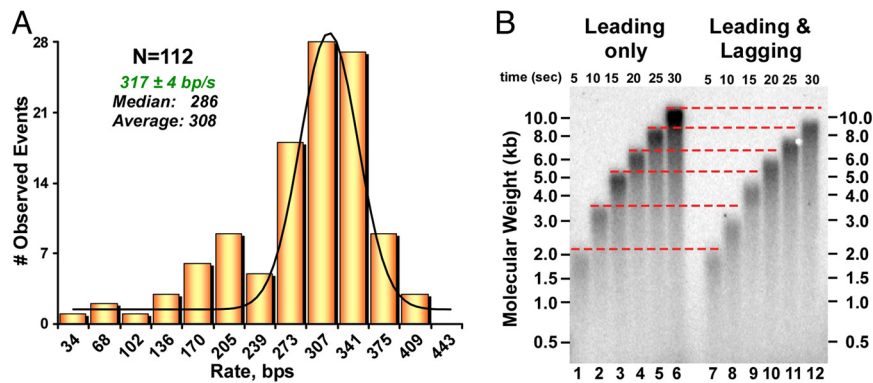 A
# Observed Events
28
21
14
7
0
N=112
317 ± 4 bp/s
Median: 286
Average: 308
34 68 102 136 170 205 239 273 307 341 375 409 443
Rate, bps
B
Leading only
Leading & Lagging
time (sec) 5 10 15 20 25 30 5 10 15 20 25 30
Molecular Weight (kb)
10.0
8.0
6.0
5.0
4.0
3.0
2.0
1.5
1.0
0.5
10.0
8.0
6.0
5.0
4.0
3.0
2.0
1.5
1.0
0.5
1 2 3 4 5 6 7 8 9 10 11 12